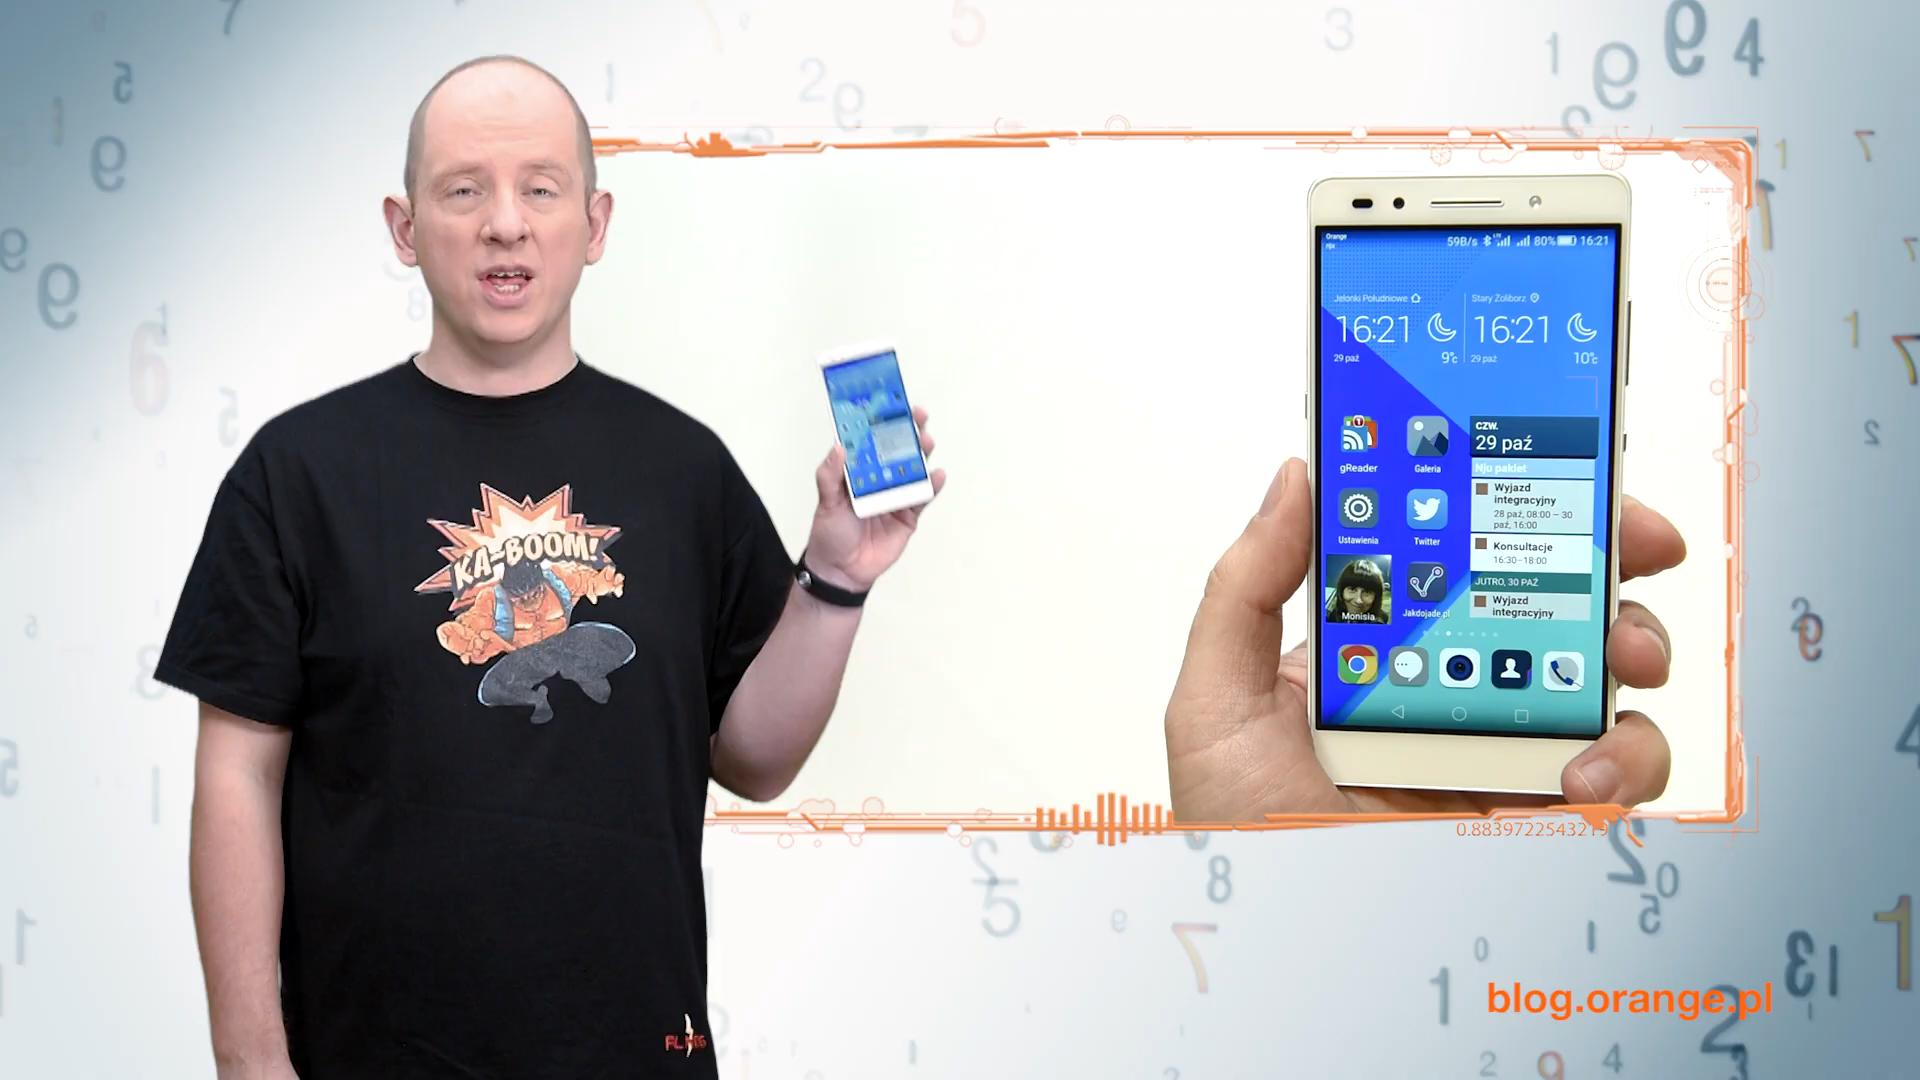 KA-BOOM!
Orange
nju
59B/s LTE 80% 16:21
Jelonki Południowe
16:21
29 paź
9°c
Stary Żoliborz
16:21
29 paź
10°c
gReader
Galeria
Ustawienia
Twitter
Monisia
Jakdojade.pl
CZW.
29 paź
Nju pakiet
Wyjazd
integracyjny
28 paź, 08:00 – 30
paź, 16:00
Konsultacje
16:30–18:00
JUTRO, 30 PAŹ
Wyjazd
integracyjny
0.8839722543219
blog.orange.pl